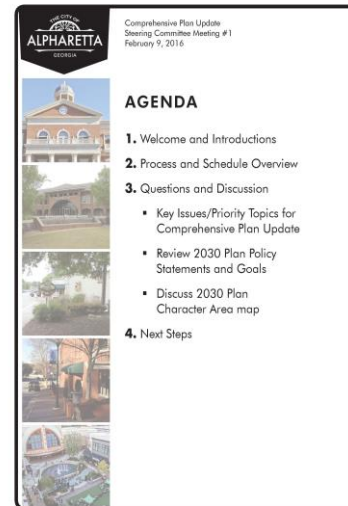 THE CITY OF
ALPHARETTA
GEORGIA
Comprehensive Plan Update
Steering Committee Meeting #1
February 9, 2016
AGENDA
1. Welcome and Introductions
2. Process and Schedule Overview
3. Questions and Discussion
▪ Key Issues/Priority Topics for
Comprehensive Plan Update
▪ Review 2030 Plan Policy
Statements and Goals
▪ Discuss 2030 Plan
Character Area map
4. Next Steps